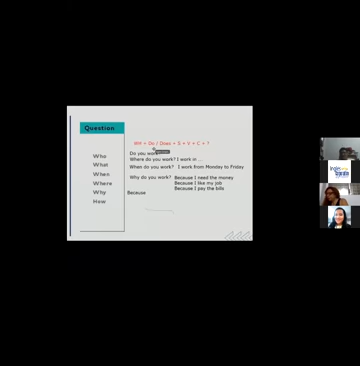 Question
Who
What
When
Where
Why
How
WH + Do / Does + S + V + C + ?
Do you work
Where do you work? I work in ...
When do you work? I work from Monday to Friday
Why do you work? Because I need the money
Because I like my job
Because I pay the bills
Because